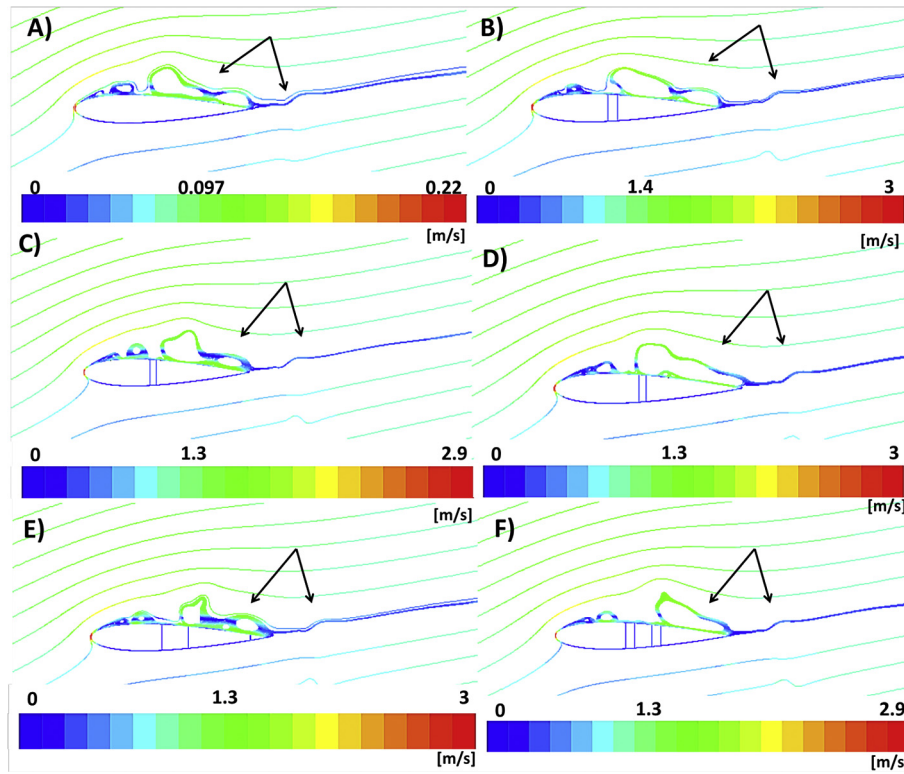 A)
B)
0 0.097 0.22
[m/s]
0 1.4 3
[m/s]
C)
D)
0 1.3 2.9
[m/s]
0 1.3 3
[m/s]
E)
F)
0 1.3 3
[m/s]
0 1.3 2.9
[m/s]